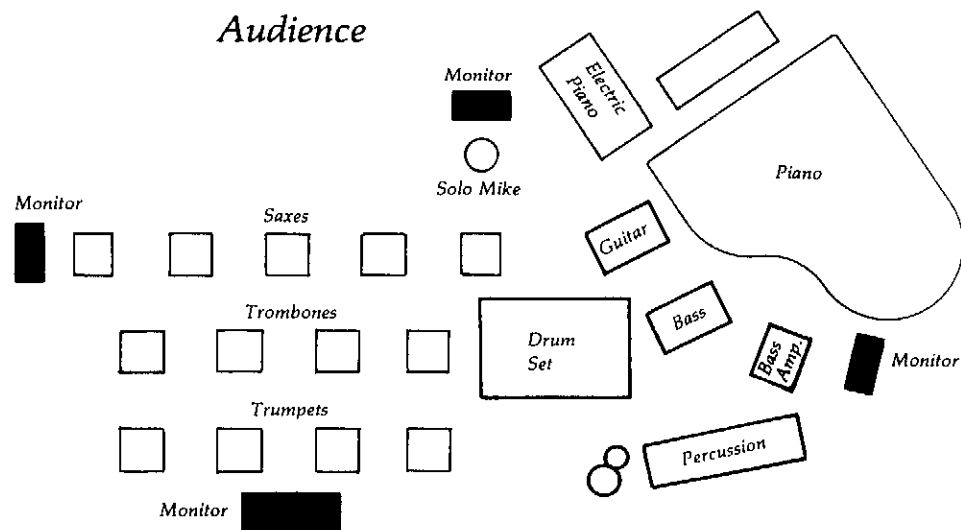 Audience
Monitor
Electric
Piano
Solo Mike
Piano
Monitor
Saxes
Guitar
Trombones
Bass
Drum
Set
Bass
Amp.
Monitor
Trumpets
Percussion
Monitor